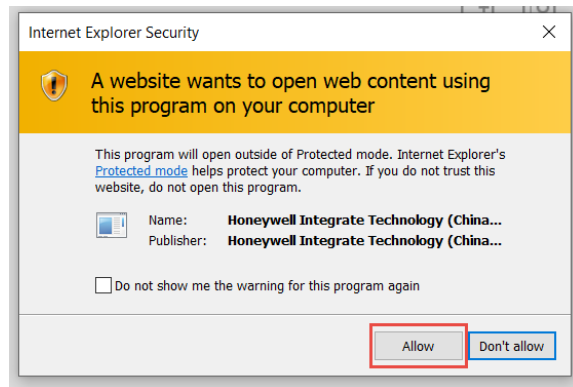 Internet Explorer Security
A website wants to open web content using
this program on your computer
This program will open outside of Protected mode. Internet Explorer's
Protected mode helps protect your computer. If you do not trust this
website, do not open this program.
Name: Honeywell Integrate Technology (China...
Publisher: Honeywell Integrate Technology (China...
Do not show me the warning for this program again
Allow Don't allow